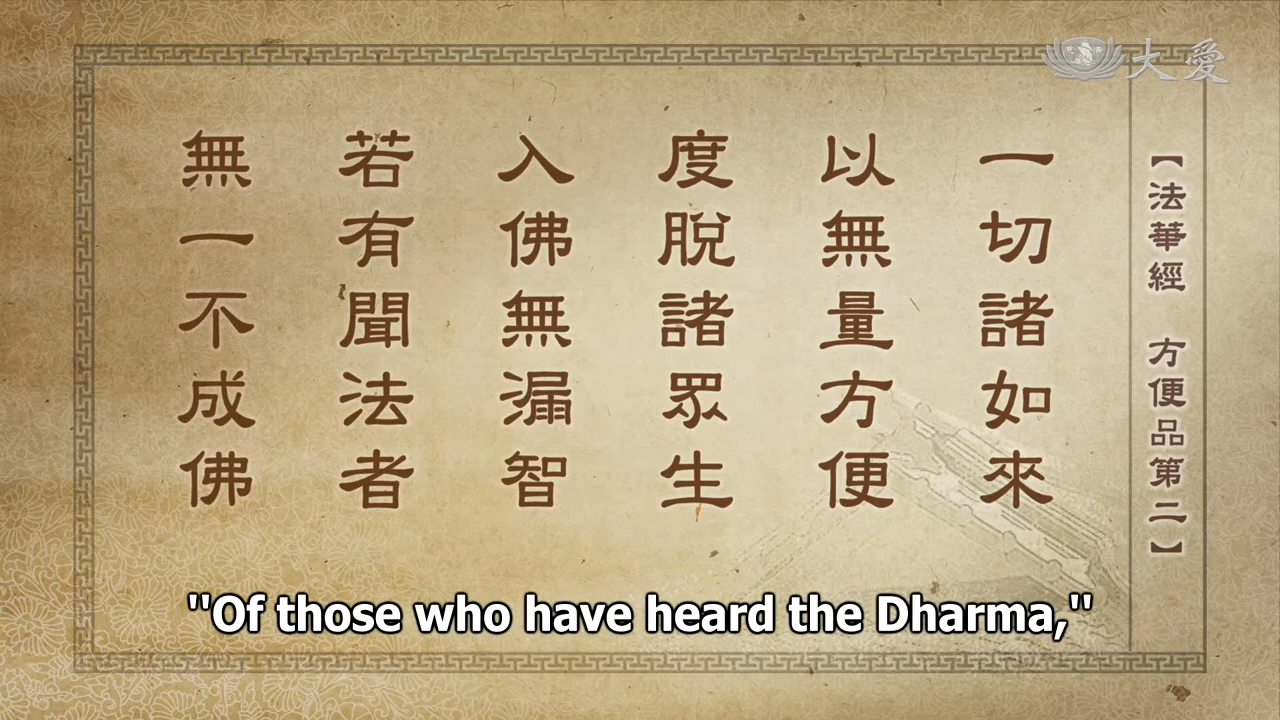 大愛
【法華經 方便品第二】
一切諸如來
以無量方便
度脫諸眾生
入佛無漏智
若有聞法者
無一不成佛
"Of those who have heard the Dharma,"